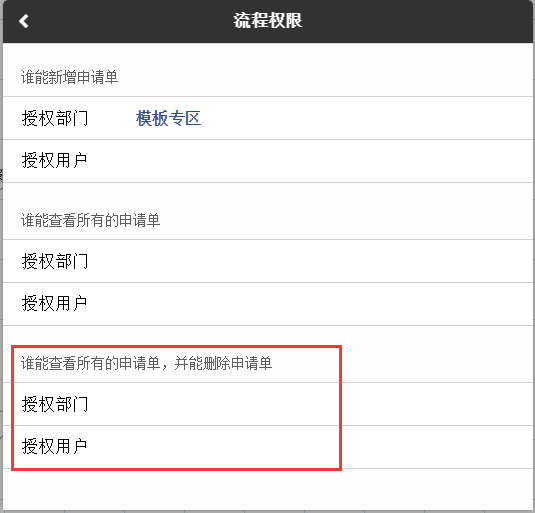 流程权限
谁能新增申请单
授权部门 模板专区
授权用户
谁能查看所有的申请单
授权部门
授权用户
谁能查看所有的申请单，并能删除申请单
授权部门
授权用户